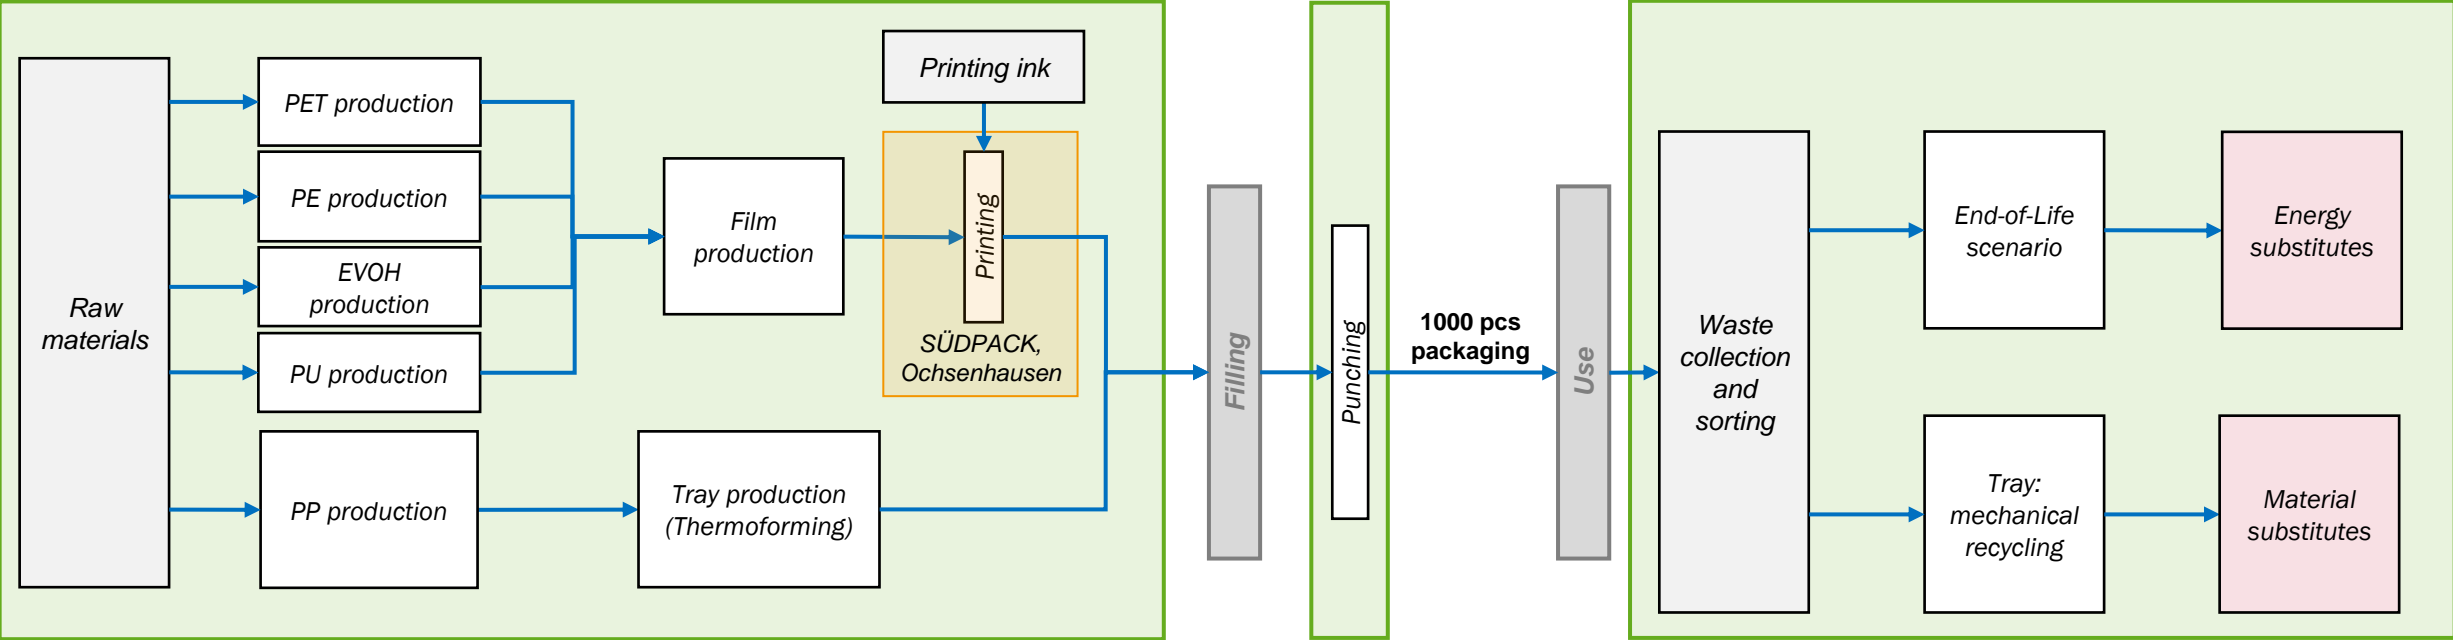 Raw
materials
PET production
PE production
EVOH
production
PU production
PP production
Film
production
Tray production
(Thermoforming)
Printing ink
Printing
SÜDPACK,
Ochsenhausen
Filling
Punching
1000 pcs
packaging
Use
Waste
collection
and
sorting
End-of-Life
scenario
Energy
substitutes
Tray:
mechanical
recycling
Material
substitutes